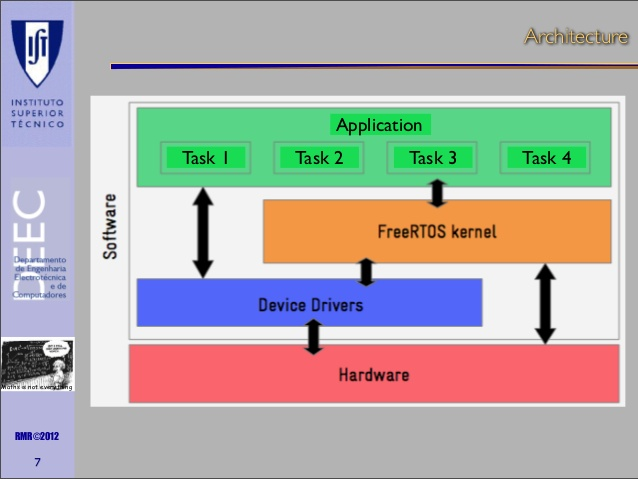 Architecture
IST
INSTITUTO
SUPERIOR
TÉCNICO
DEEC
Departamento
de Engenharia
Electrotécnica
e de
Computadores
Maths is not everything
RMR©2012
7
Software
Application
Task 1 Task 2 Task 3 Task 4
FreeRTOS kernel
Device Drivers
Hardware